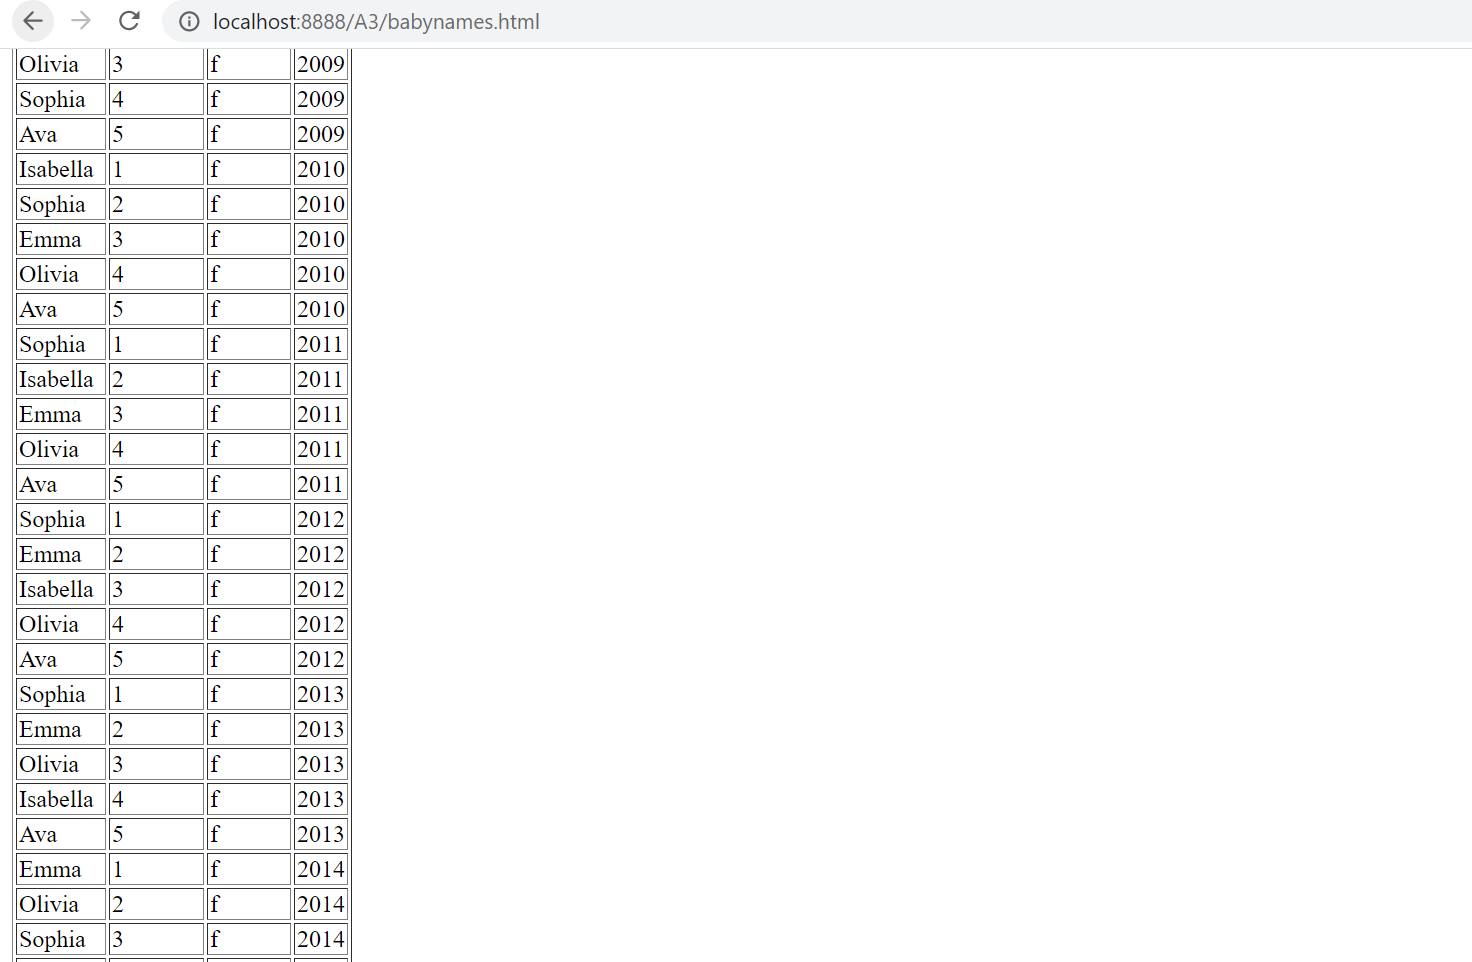 localhost:8888/A3/babynames.html
Olivia 3 f 2009
Sophia 4 f 2009
Ava 5 f 2009
Isabella 1 f 2010
Sophia 2 f 2010
Emma 3 f 2010
Olivia 4 f 2010
Ava 5 f 2010
Sophia 1 f 2011
Isabella 2 f 2011
Emma 3 f 2011
Olivia 4 f 2011
Ava 5 f 2011
Sophia 1 f 2012
Emma 2 f 2012
Isabella 3 f 2012
Olivia 4 f 2012
Ava 5 f 2012
Sophia 1 f 2013
Emma 2 f 2013
Olivia 3 f 2013
Isabella 4 f 2013
Ava 5 f 2013
Emma 1 f 2014
Olivia 2 f 2014
Sophia 3 f 2014